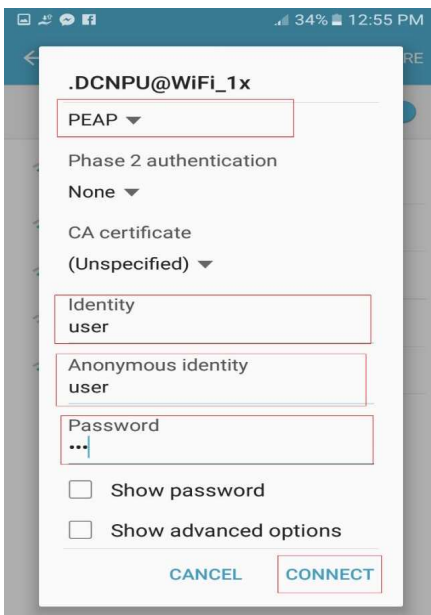 34% 12:55 PM
RE
.DCNPU@WiFi_1x
PEAP
Phase 2 authentication
None
CA certificate
(Unspecified)
Identity
user
Anonymous identity
user
Password
•••
Show password
Show advanced options
CANCEL CONNECT